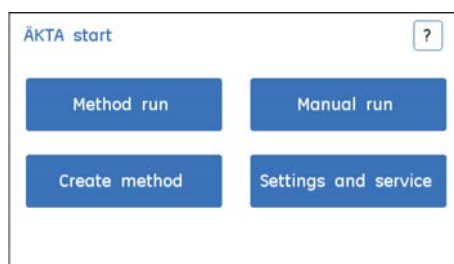 ÄKTA start
?
Method run
Manual run
Create method
Settings and service